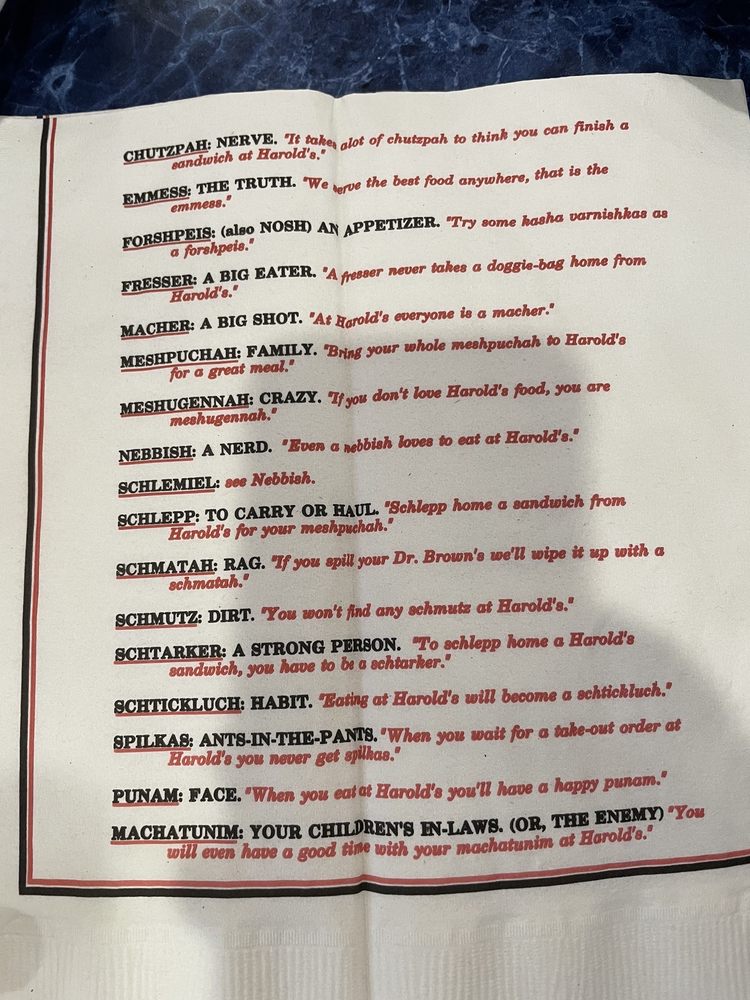 CHUTZPAH: NERVE. "It takes alot of chutzpah to think you can finish a
sandwich at Harold's."
EMMESS: THE TRUTH. "We serve the best food anywhere, that is the
emmess."
FORSHPEIS: (also NOSH) AN APPETIZER. "Try some kasha varnishkas as
a forshpeis."
FRESSER: A BIG EATER. "A fresser never takes a doggie-bag home from
Harold's."
MACHER: A BIG SHOT. "At Harold's everyone is a macher."
MESHPUCHAH: FAMILY. "Bring your whole meshpuchah to Harold's
for a great meal."
MESHUGENNAH: CRAZY. "If you don't love Harold's food, you are
meshugennah."
NEBBISH: A NERD. "Even a nebbish loves to eat at Harold's."
SCHLEMIEL: see Nebbish.
SCHLEPP: TO CARRY OR HAUL. "Schlepp home a sandwich from
Harold's for your meshpuchah."
SCHMATAH: RAG. "If you spill your Dr. Brown's we'll wipe it up with a
schmatah."
SCHMUTZ: DIRT. "You won't find any schmutz at Harold's."
SCHTARKER: A STRONG PERSON. "To schlepp home a Harold's
sandwich, you have to be a schtarker."
SCHTICKLUCH: HABIT. "Eating at Harold's will become a schtickluch."
SPILKAS: ANTS-IN-THE-PANTS. "When you wait for a take-out order at
Harold's you never get spilkas."
PUNAM: FACE. "When you eat at Harold's you'll have a happy punam."
MACHATUNIM: YOUR CHILDREN'S IN-LAWS. (OR, THE ENEMY) "You
will even have a good time with your machatunim at Harold's."